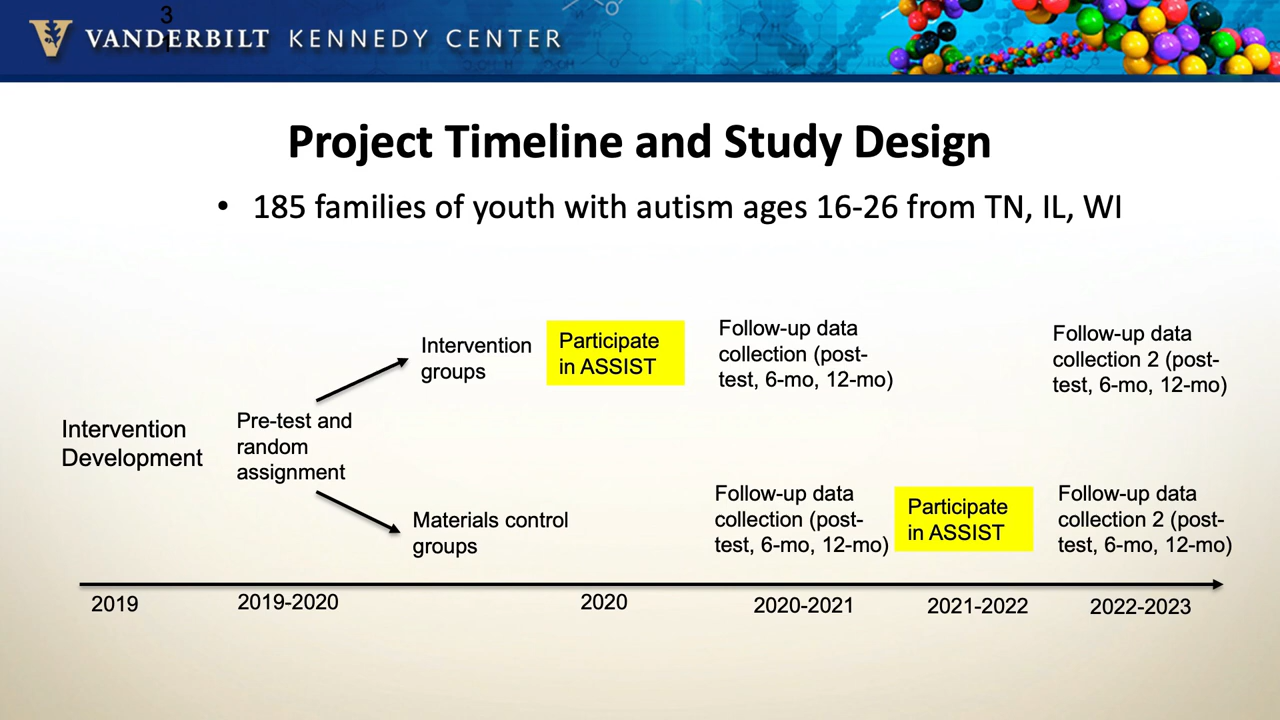 3
VANDERBILT KENNEDY CENTER
Project Timeline and Study Design
• 185 families of youth with autism ages 16-26 from TN, IL, WI
Intervention
Development
Pre-test and
random
assignment
Intervention
groups
Participate
in ASSIST
Follow-up data
collection (post-
test, 6-mo, 12-mo)
Follow-up data
collection 2 (post-
test, 6-mo, 12-mo)
Materials control
groups
Follow-up data
collection (post-
test, 6-mo, 12-mo)
Participate
in ASSIST
Follow-up data
collection 2 (post-
test, 6-mo, 12-mo)
2019
2019-2020
2020
2020-2021
2021-2022
2022-2023